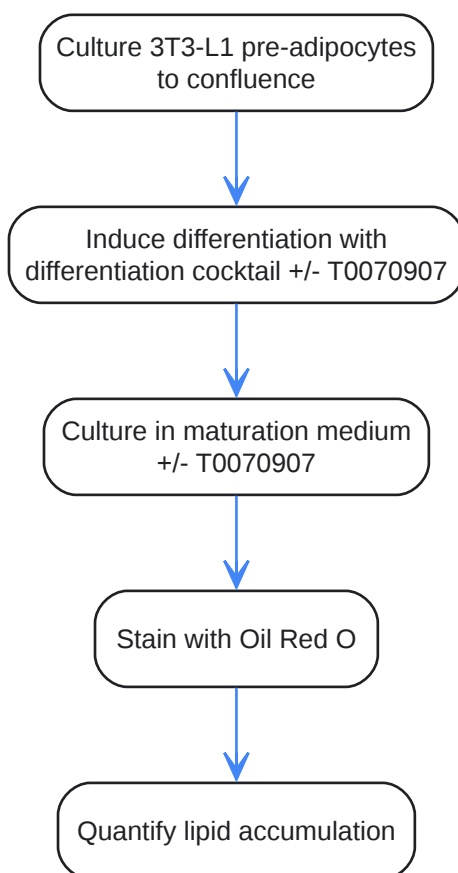 Culture 3T3-L1 pre-adipocytes
to confluence
Induce differentiation with
differentiation cocktail +/- T0070907
Culture in maturation medium
+/- T0070907
Stain with Oil Red O
Quantify lipid accumulation